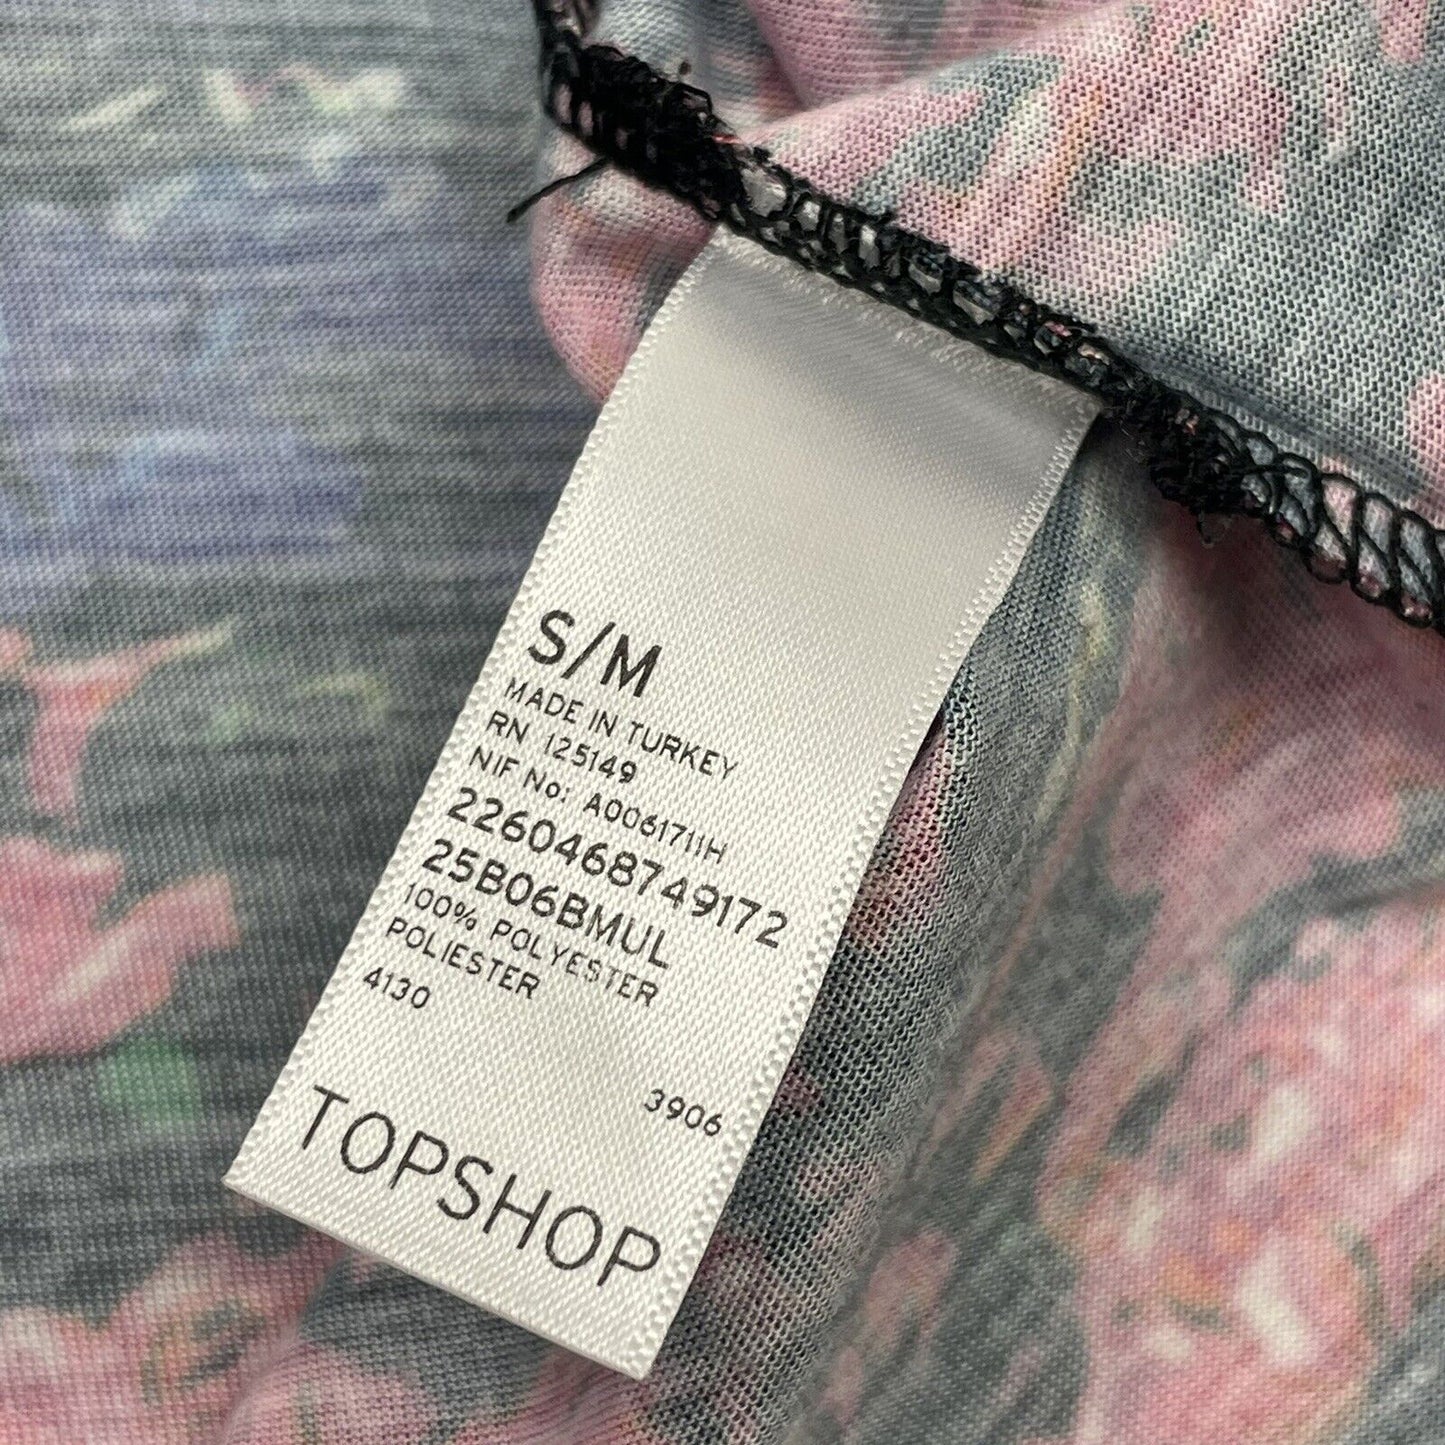 S/M
MADE IN TURKEY
RN 125149
NIF No: A0061711H
2260468749172
25B06BMUL
100% POLYESTER
POLIESTER
4130
3906
TOPSHOP